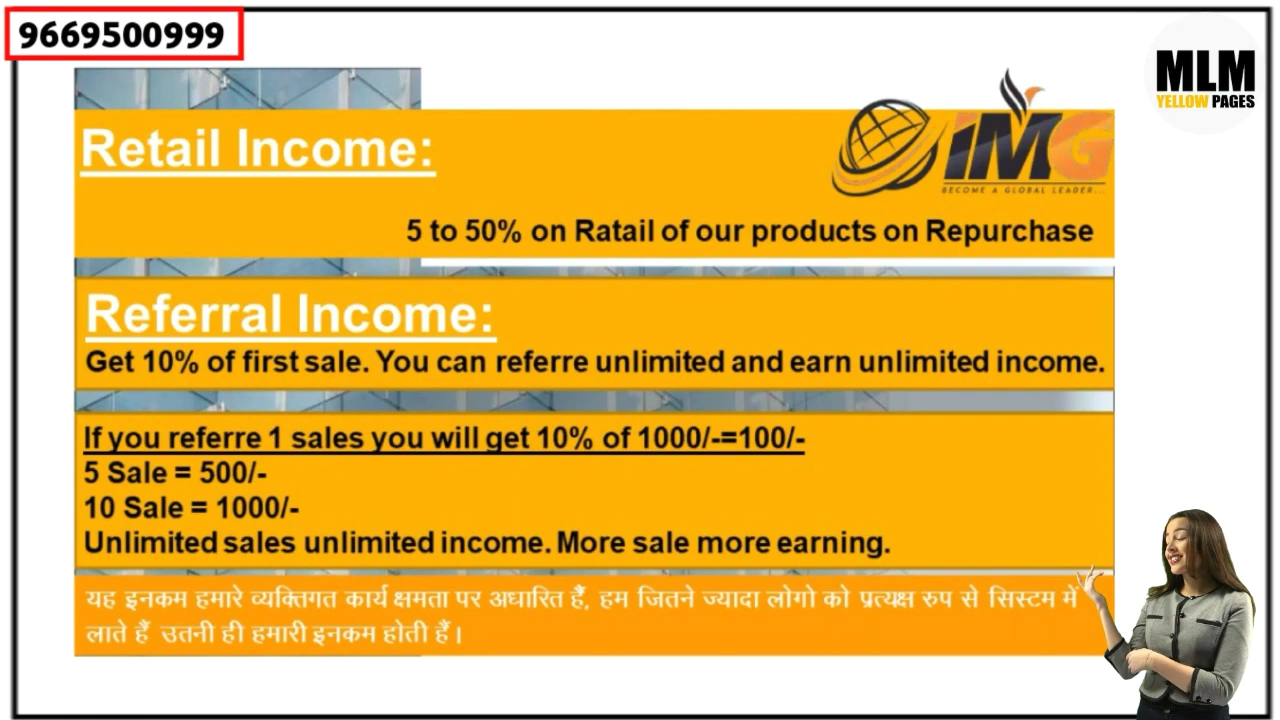 9669500999
MLM
YELLOW PAGES
IMG
BECOME A GLOBAL LEADER...
Retail Income:
5 to 50% on Ratail of our products on Repurchase
Referral Income:
Get 10% of first sale. You can referre unlimited and earn unlimited income.
If you referre 1 sales you will get 10% of 1000/-=100/-
5 Sale = 500/-
10 Sale = 1000/-
Unlimited sales unlimited income. More sale more earning.
यह इनकम हमारे व्यक्तिगत कार्य क्षमता पर अधारित हैं, हम जितने ज्यादा लोगो को प्रत्यक्ष रुप से सिस्टम में
लाते हैं उतनी ही हमारी इनकम होती हैं।